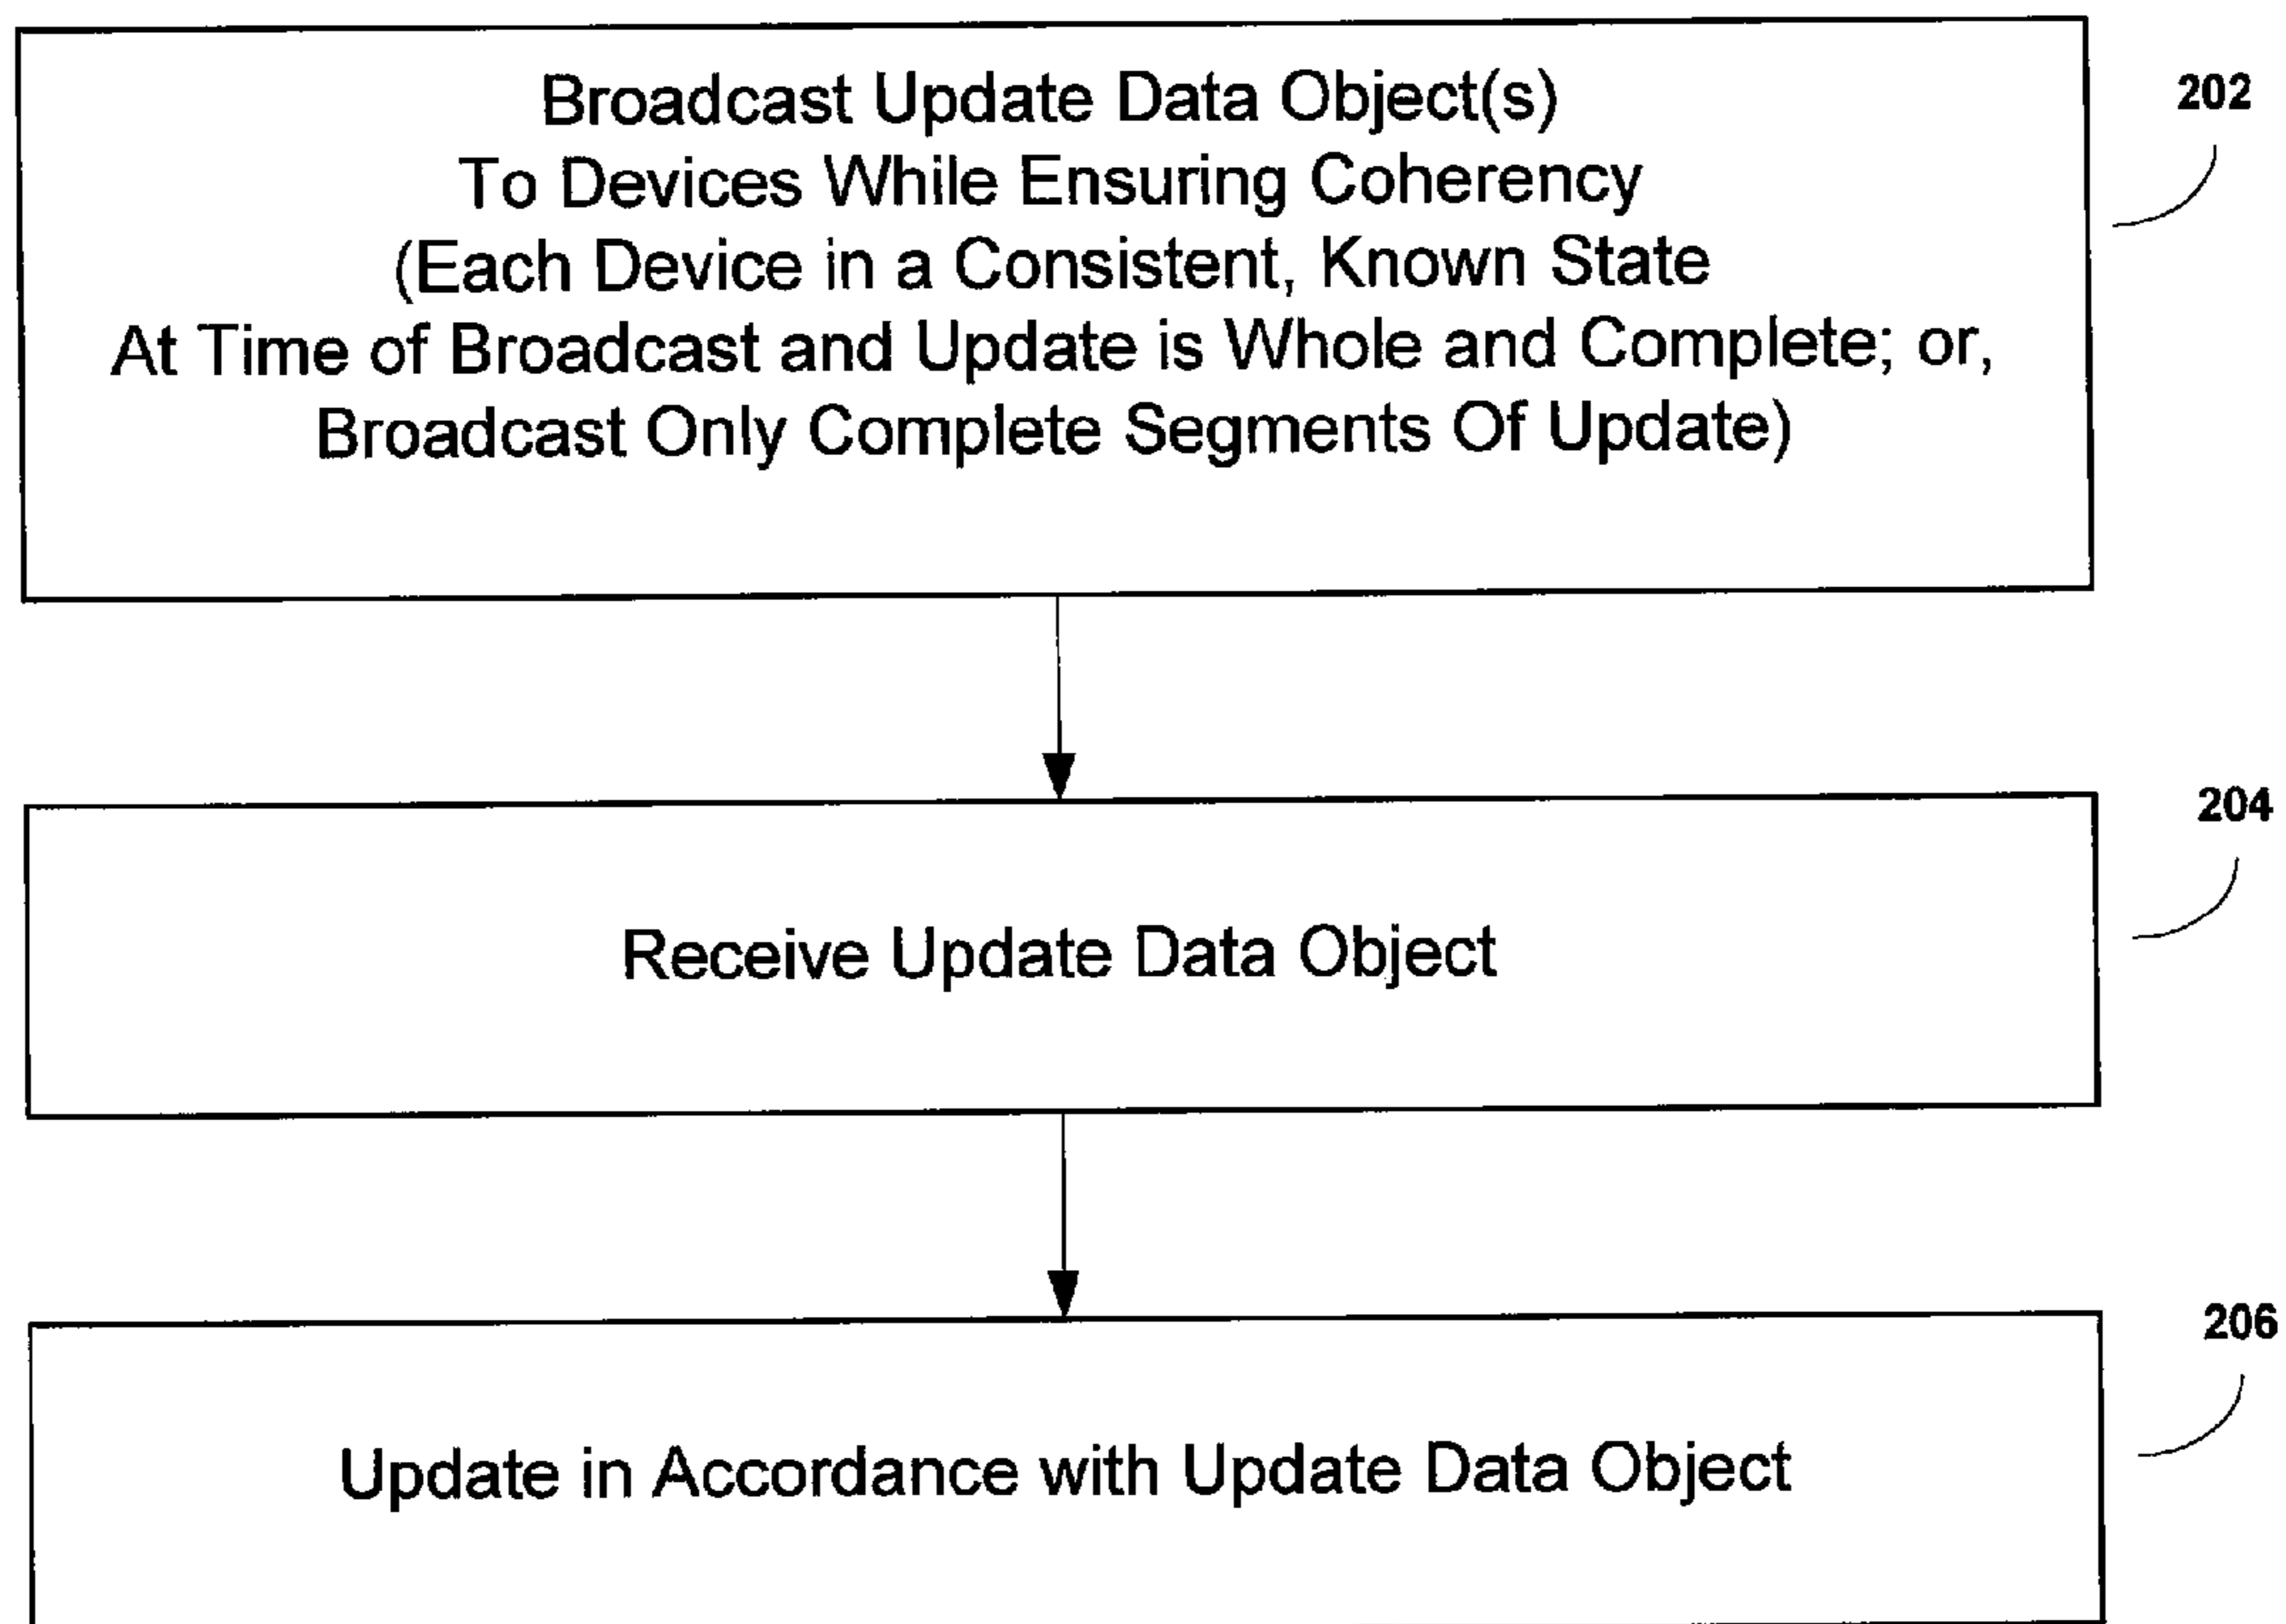 Broadcast Update Data Object(s)
To Devices While Ensuring Coherency
(Each Device in a Consistent, Known State
At Time of Broadcast and Update is Whole and Complete; or,
Broadcast Only Complete Segments Of Update)
202
Receive Update Data Object
204
Update in Accordance with Update Data Object
206